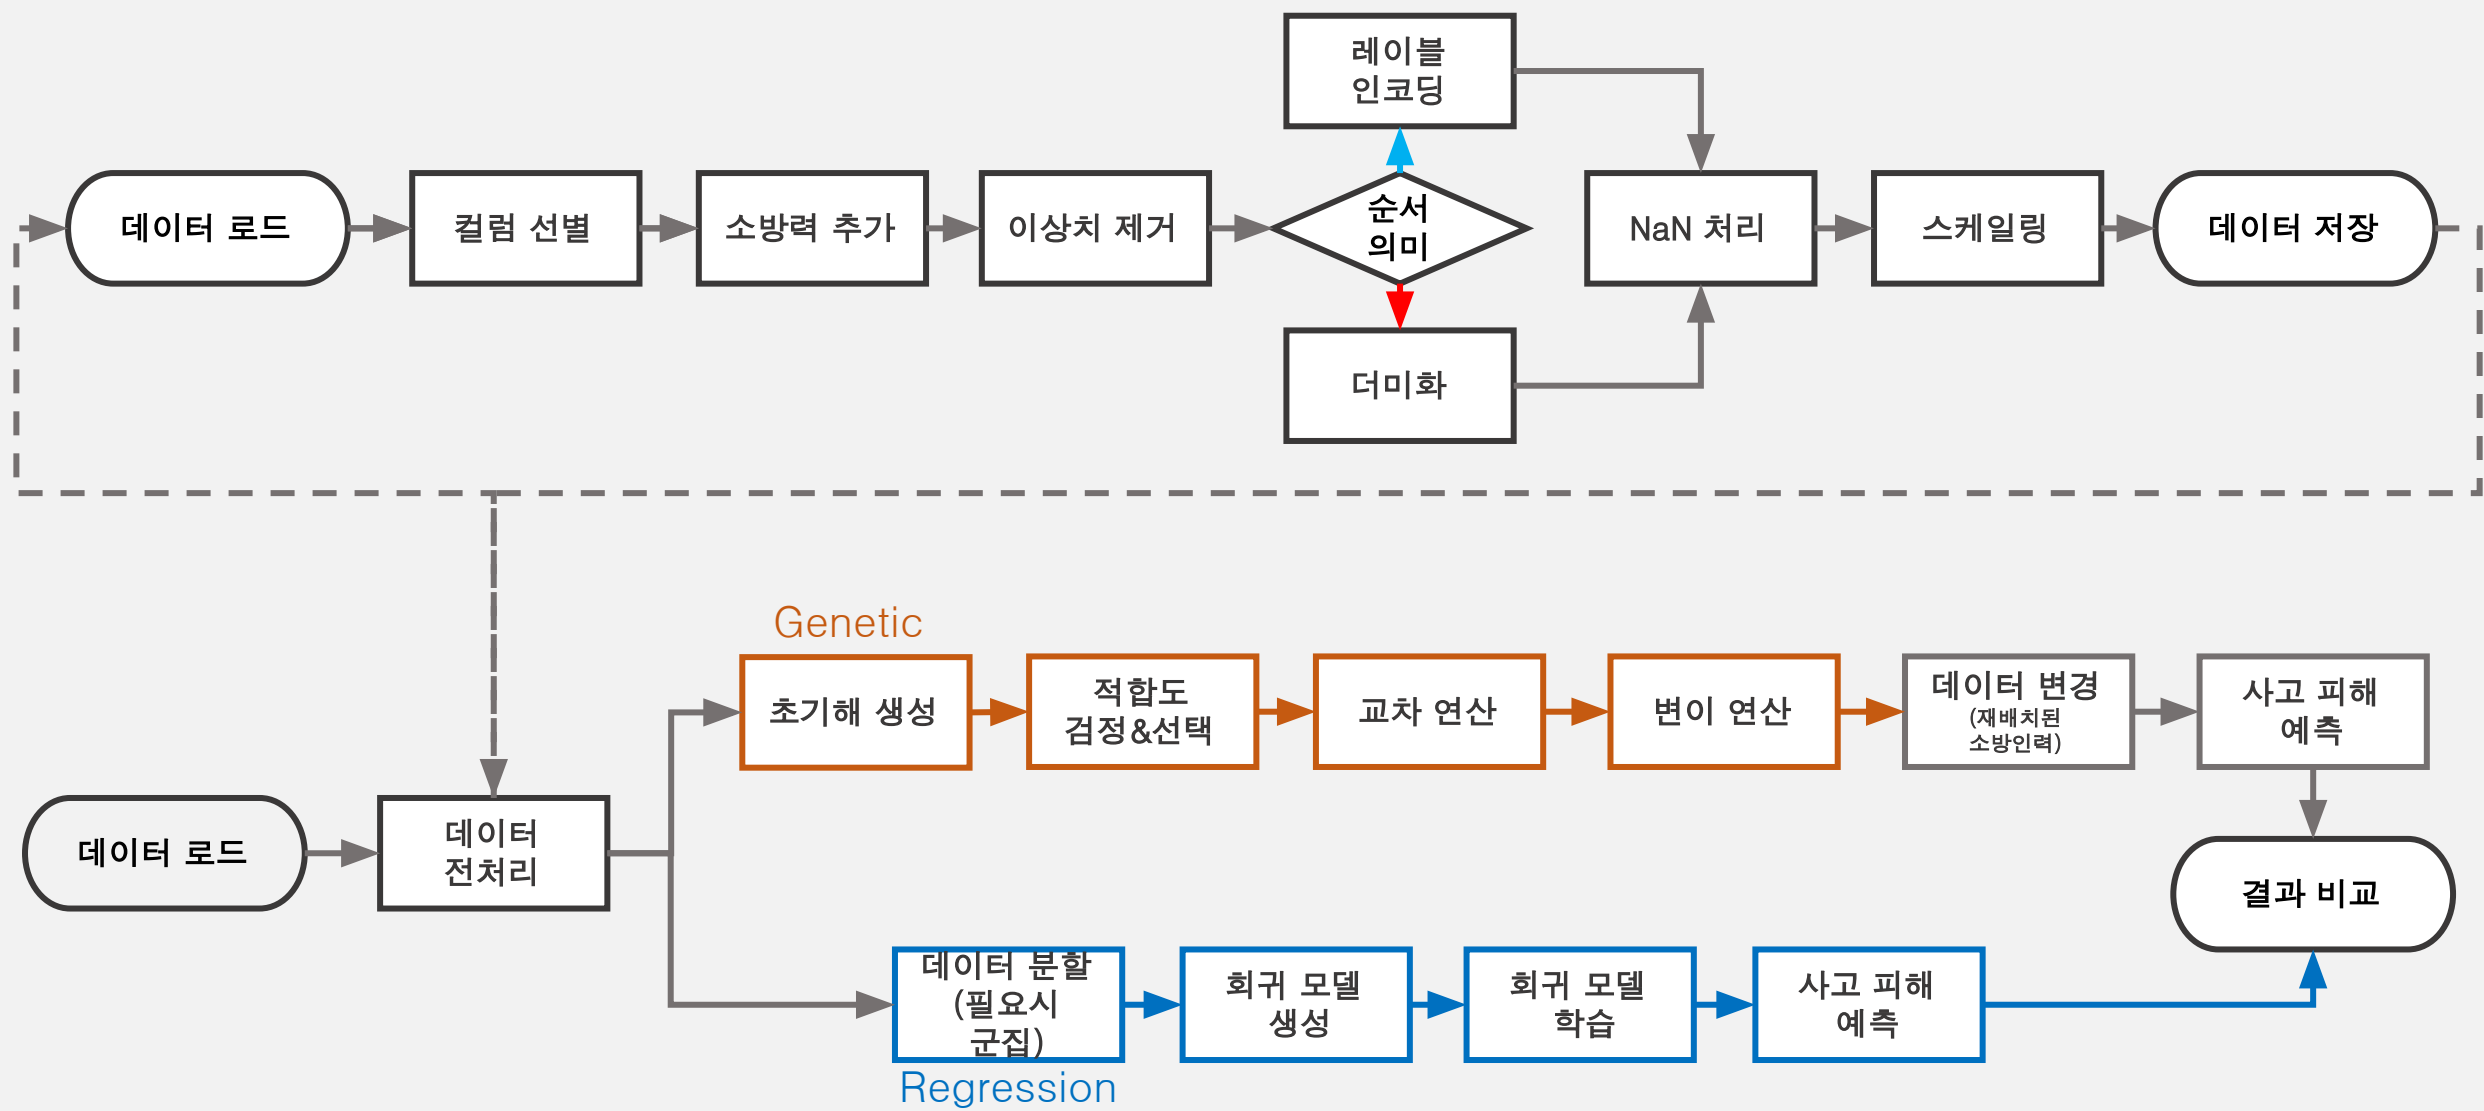 레이블
인코딩
데이터 로드
컬럼 선별
소방력 추가
이상치 제거
순서
의미
NaN 처리
스케일링
데이터 저장
더미화
Genetic
초기해 생성
적합도
검정&선택
교차 연산
변이 연산
데이터 변경
(재배치된
소방인력)
사고 피해
예측
데이터 로드
데이터
전처리
결과 비교
데이터 분할
(필요시
군집)
회귀 모델
생성
회귀 모델
학습
사고 피해
예측
Regression